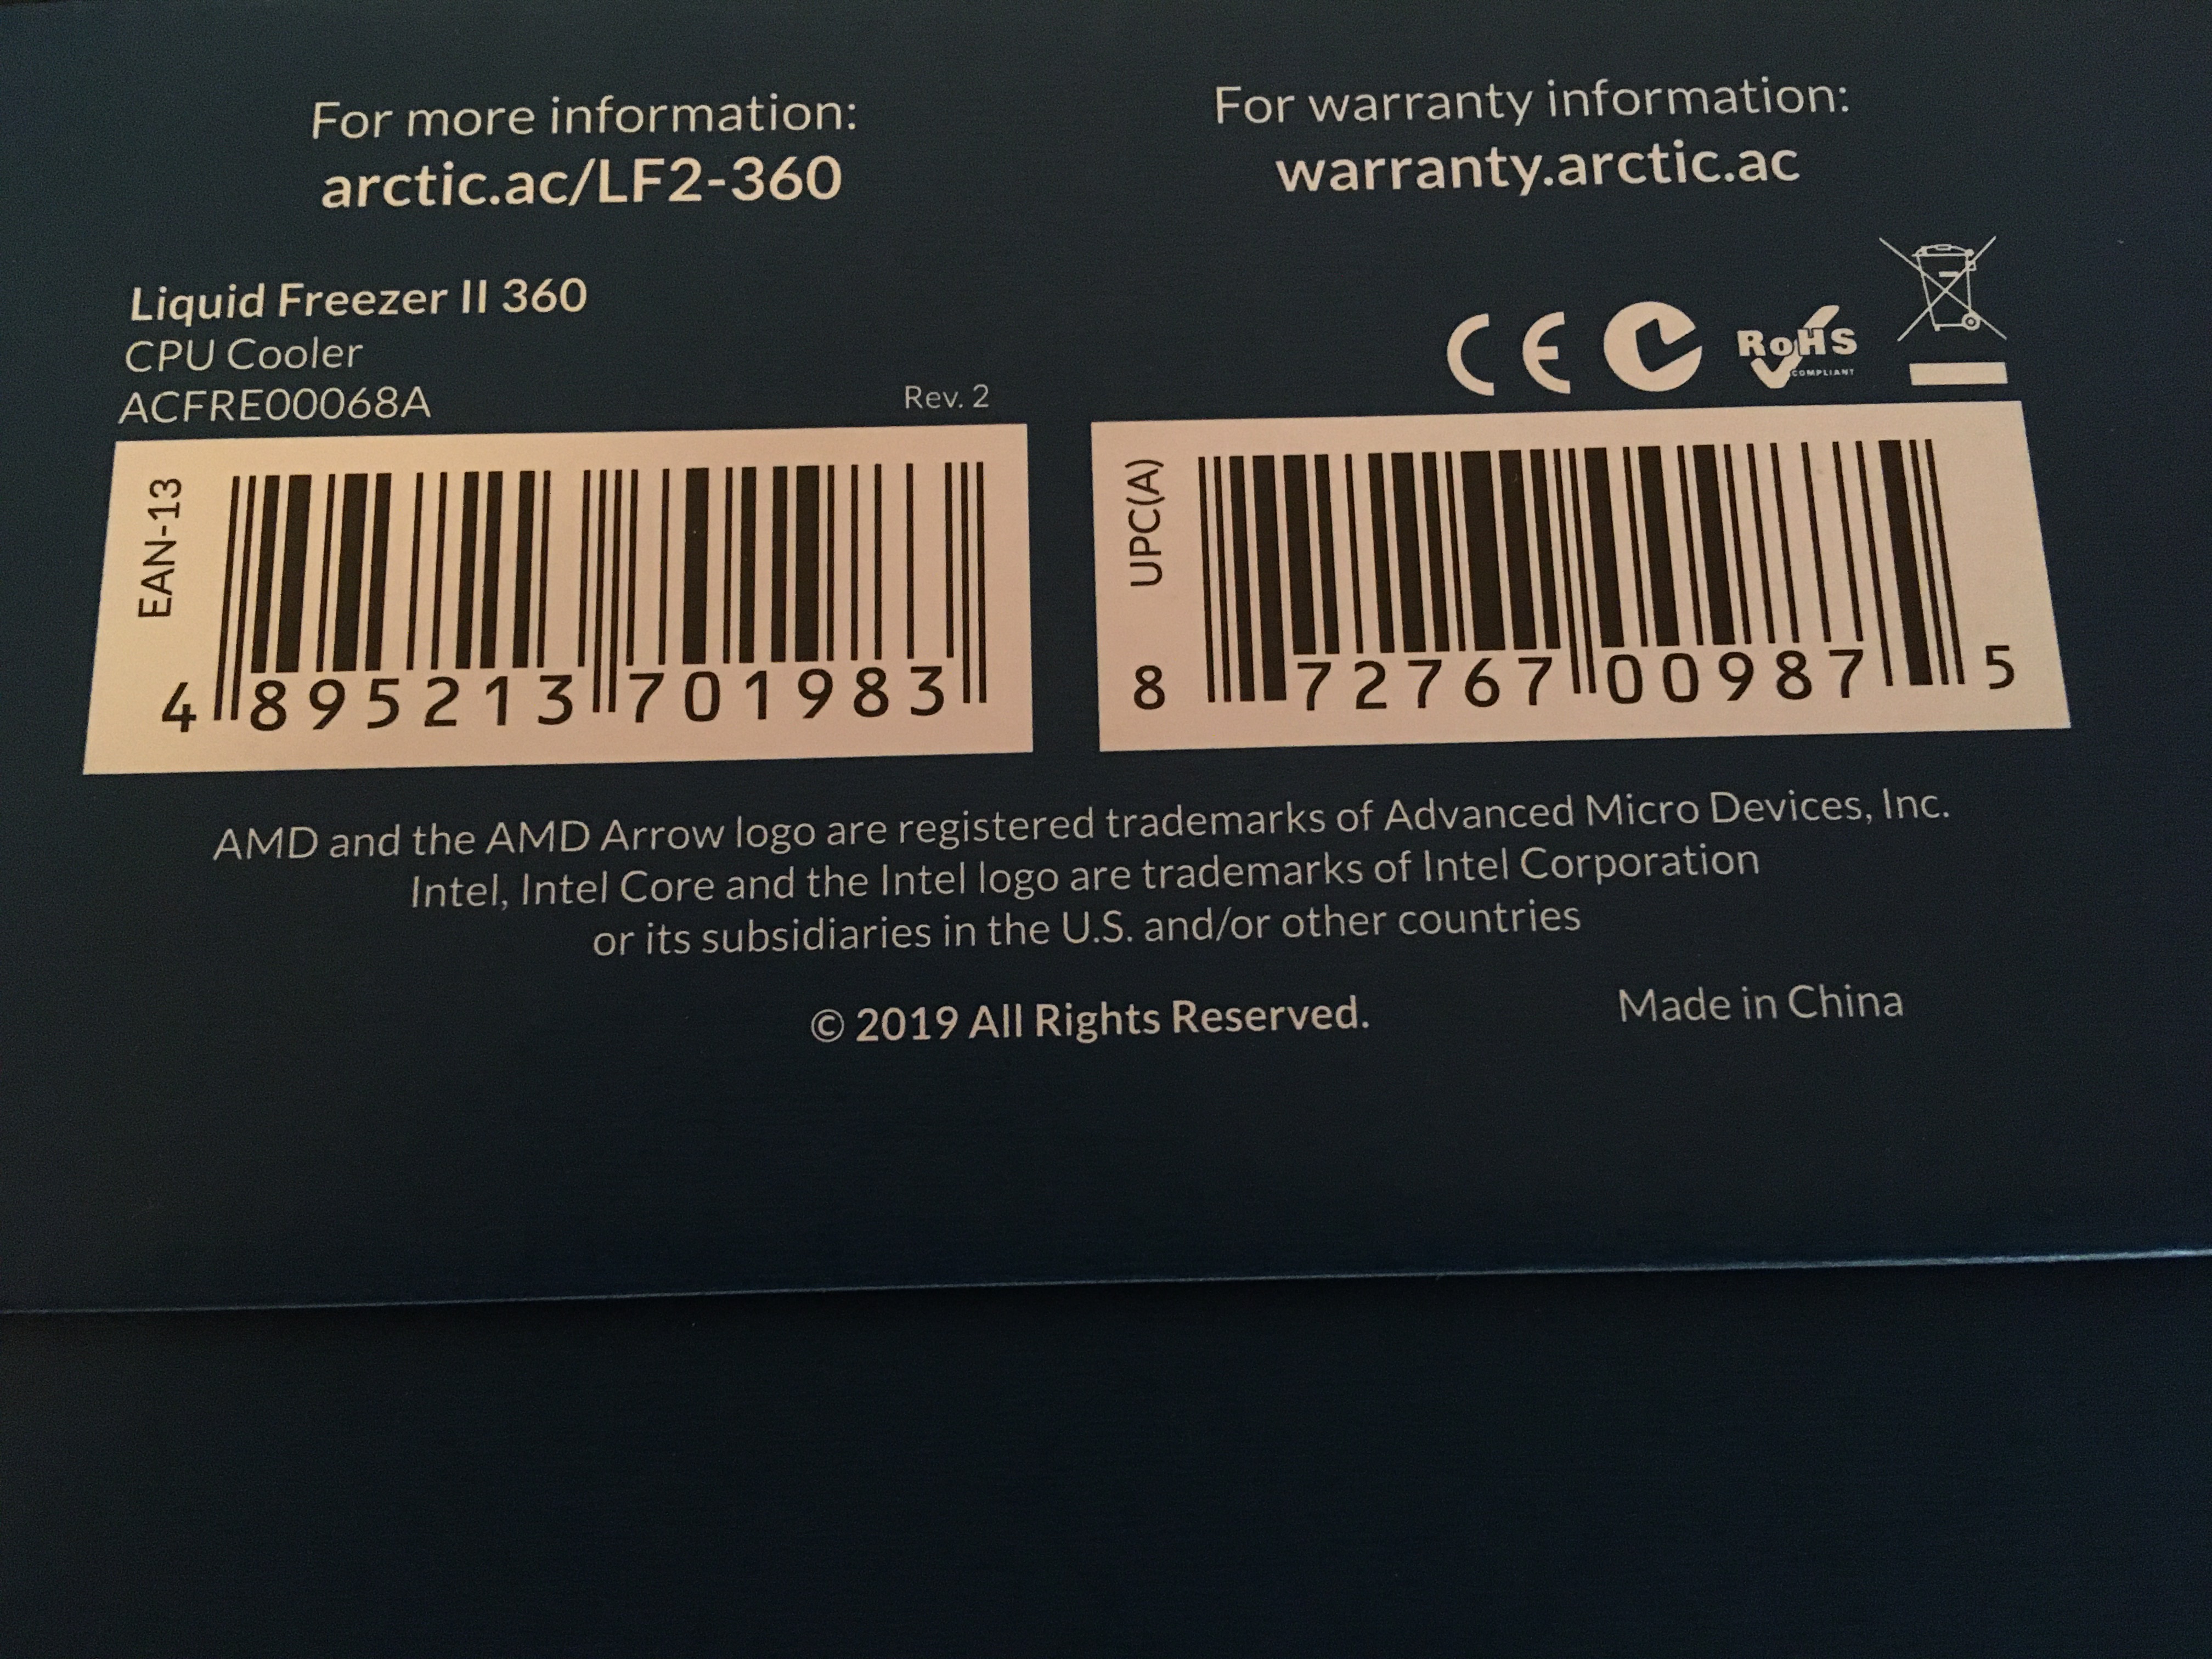 For more information:
arctic.ac/LF2-360
For warranty information:
warranty.arctic.ac
Liquid Freezer II 360
CPU Cooler
ACFRE00068A
Rev. 2
CE
RoHS
COMPLIANT
EAN-13
4 895213 701983
UPC(A)
8 72767 00987 5
AMD and the AMD Arrow logo are registered trademarks of Advanced Micro Devices, Inc.
Intel, Intel Core and the Intel logo are trademarks of Intel Corporation
or its subsidiaries in the U.S. and/or other countries
© 2019 All Rights Reserved.
Made in China